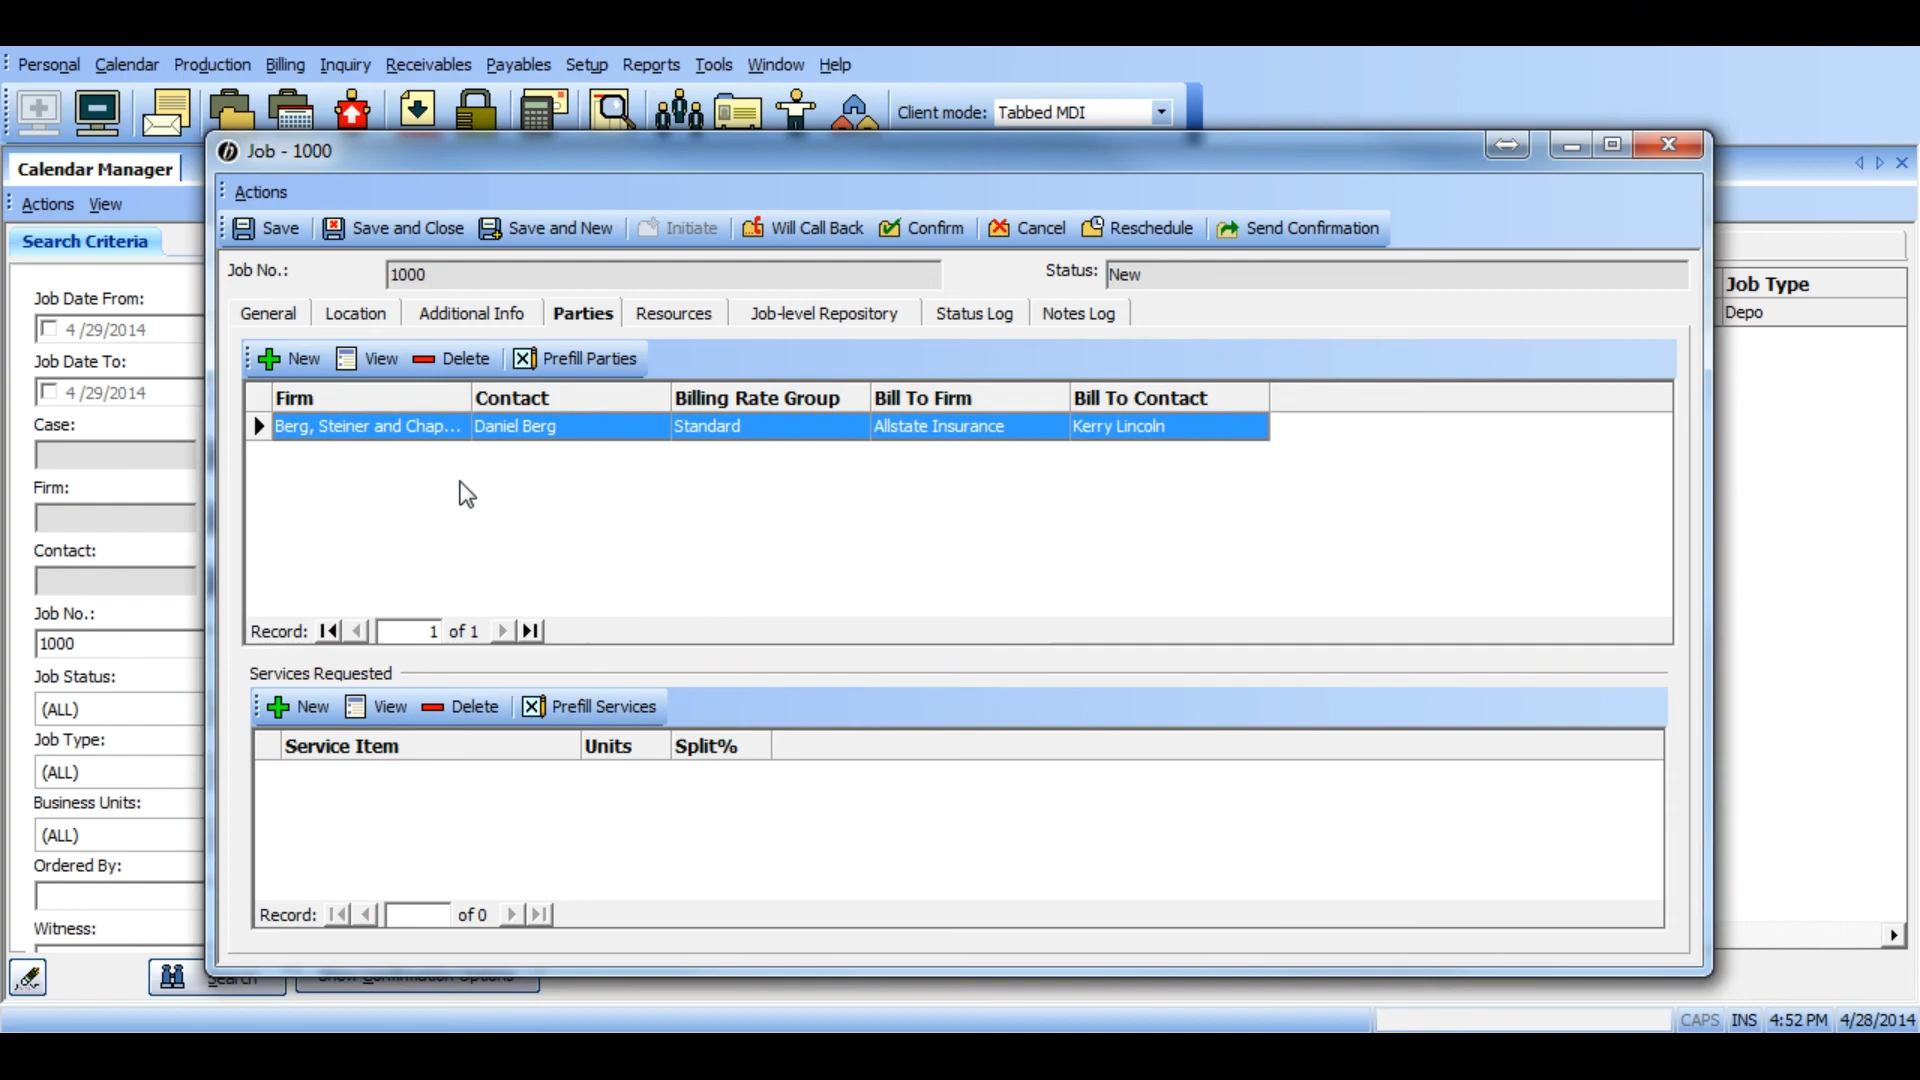 Personal Calendar Production Billing Inquiry Receivables Payables Setup Reports Tools Window Help
Client mode: Tabbed MDI
Calendar Manager
Actions View
Search Criteria
Job Date From:
4 /29/2014
Job Date To:
4 /29/2014
Case:
Firm:
Contact:
Job No.:
1000
Job Status:
(ALL)
Job Type:
(ALL)
Business Units:
(ALL)
Ordered By:
Witness:
Search Show Confirmation Options
Job - 1000
Actions
Save Save and Close Save and New Initiate Will Call Back Confirm Cancel Reschedule Send Confirmation
Job No.: 1000 Status: New
General Location Additional Info Parties Resources Job-level Repository Status Log Notes Log
New View Delete Prefill Parties
Firm Contact Billing Rate Group Bill To Firm Bill To Contact
Berg, Steiner and Chap... Daniel Berg Standard Allstate Insurance Kerry Lincoln
Record: 1 of 1
Services Requested
New View Delete Prefill Services
Service Item Units Split%
Record: of 0
Job Type
Depo
CAPS INS 4:52 PM 4/28/2014